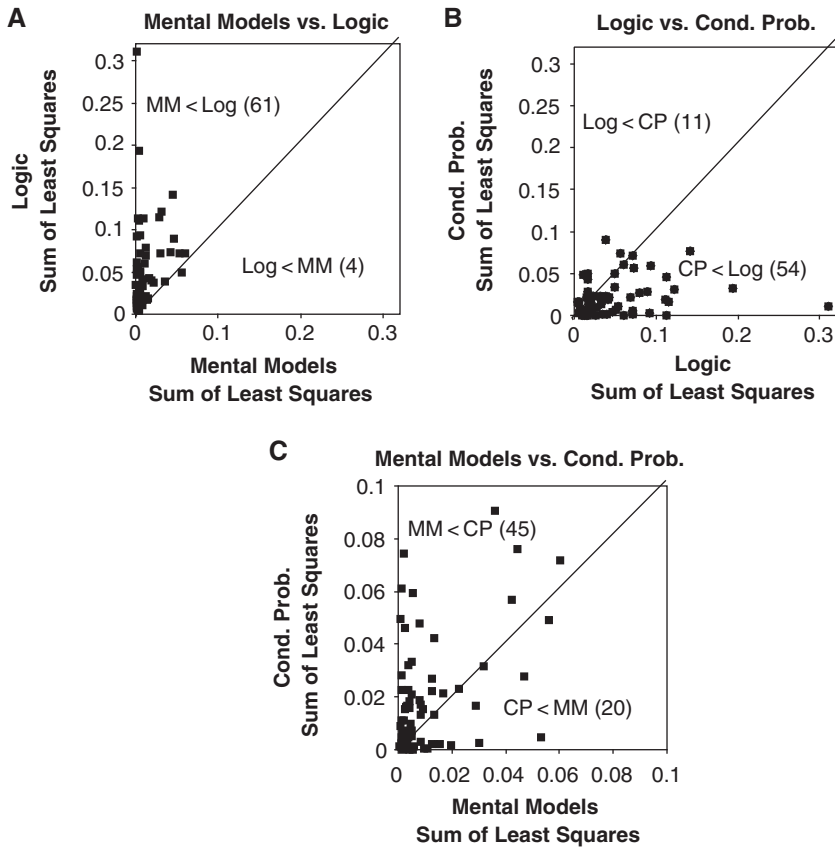 A
Mental Models vs. Logic
Logic
Sum of Least Squares
0.3
0.25
0.2
0.15
0.1
0.05
0
MM < Log (61)
Log < MM (4)
0 0.1 0.2 0.3
Mental Models
Sum of Least Squares
B
Logic vs. Cond. Prob.
Cond. Prob.
Sum of Least Squares
0.3
0.25
0.2
0.15
0.1
0.05
0
Log < CP (11)
CP < Log (54)
0 0.1 0.2 0.3
Logic
Sum of Least Squares
C
Mental Models vs. Cond. Prob.
Cond. Prob.
Sum of Least Squares
0.1
0.08
0.06
0.04
0.02
0
MM < CP (45)
CP < MM (20)
0 0.02 0.04 0.06 0.08 0.1
Mental Models
Sum of Least Squares